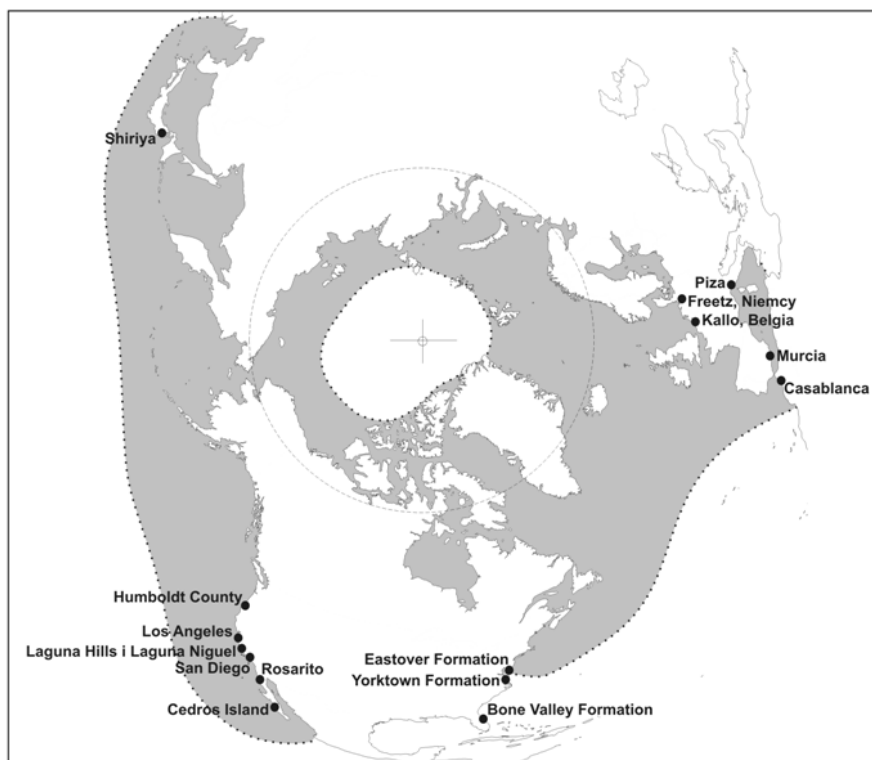 Shiriya
Piza
Freetz, Niemcy
Kallo, Belgia
Murcia
Casablanca
Humboldt County
Los Angeles
Laguna Hills i Laguna Niguel
San Diego
Rosarito
Cedros Island
Eastover Formation
Yorktown Formation
Bone Valley Formation